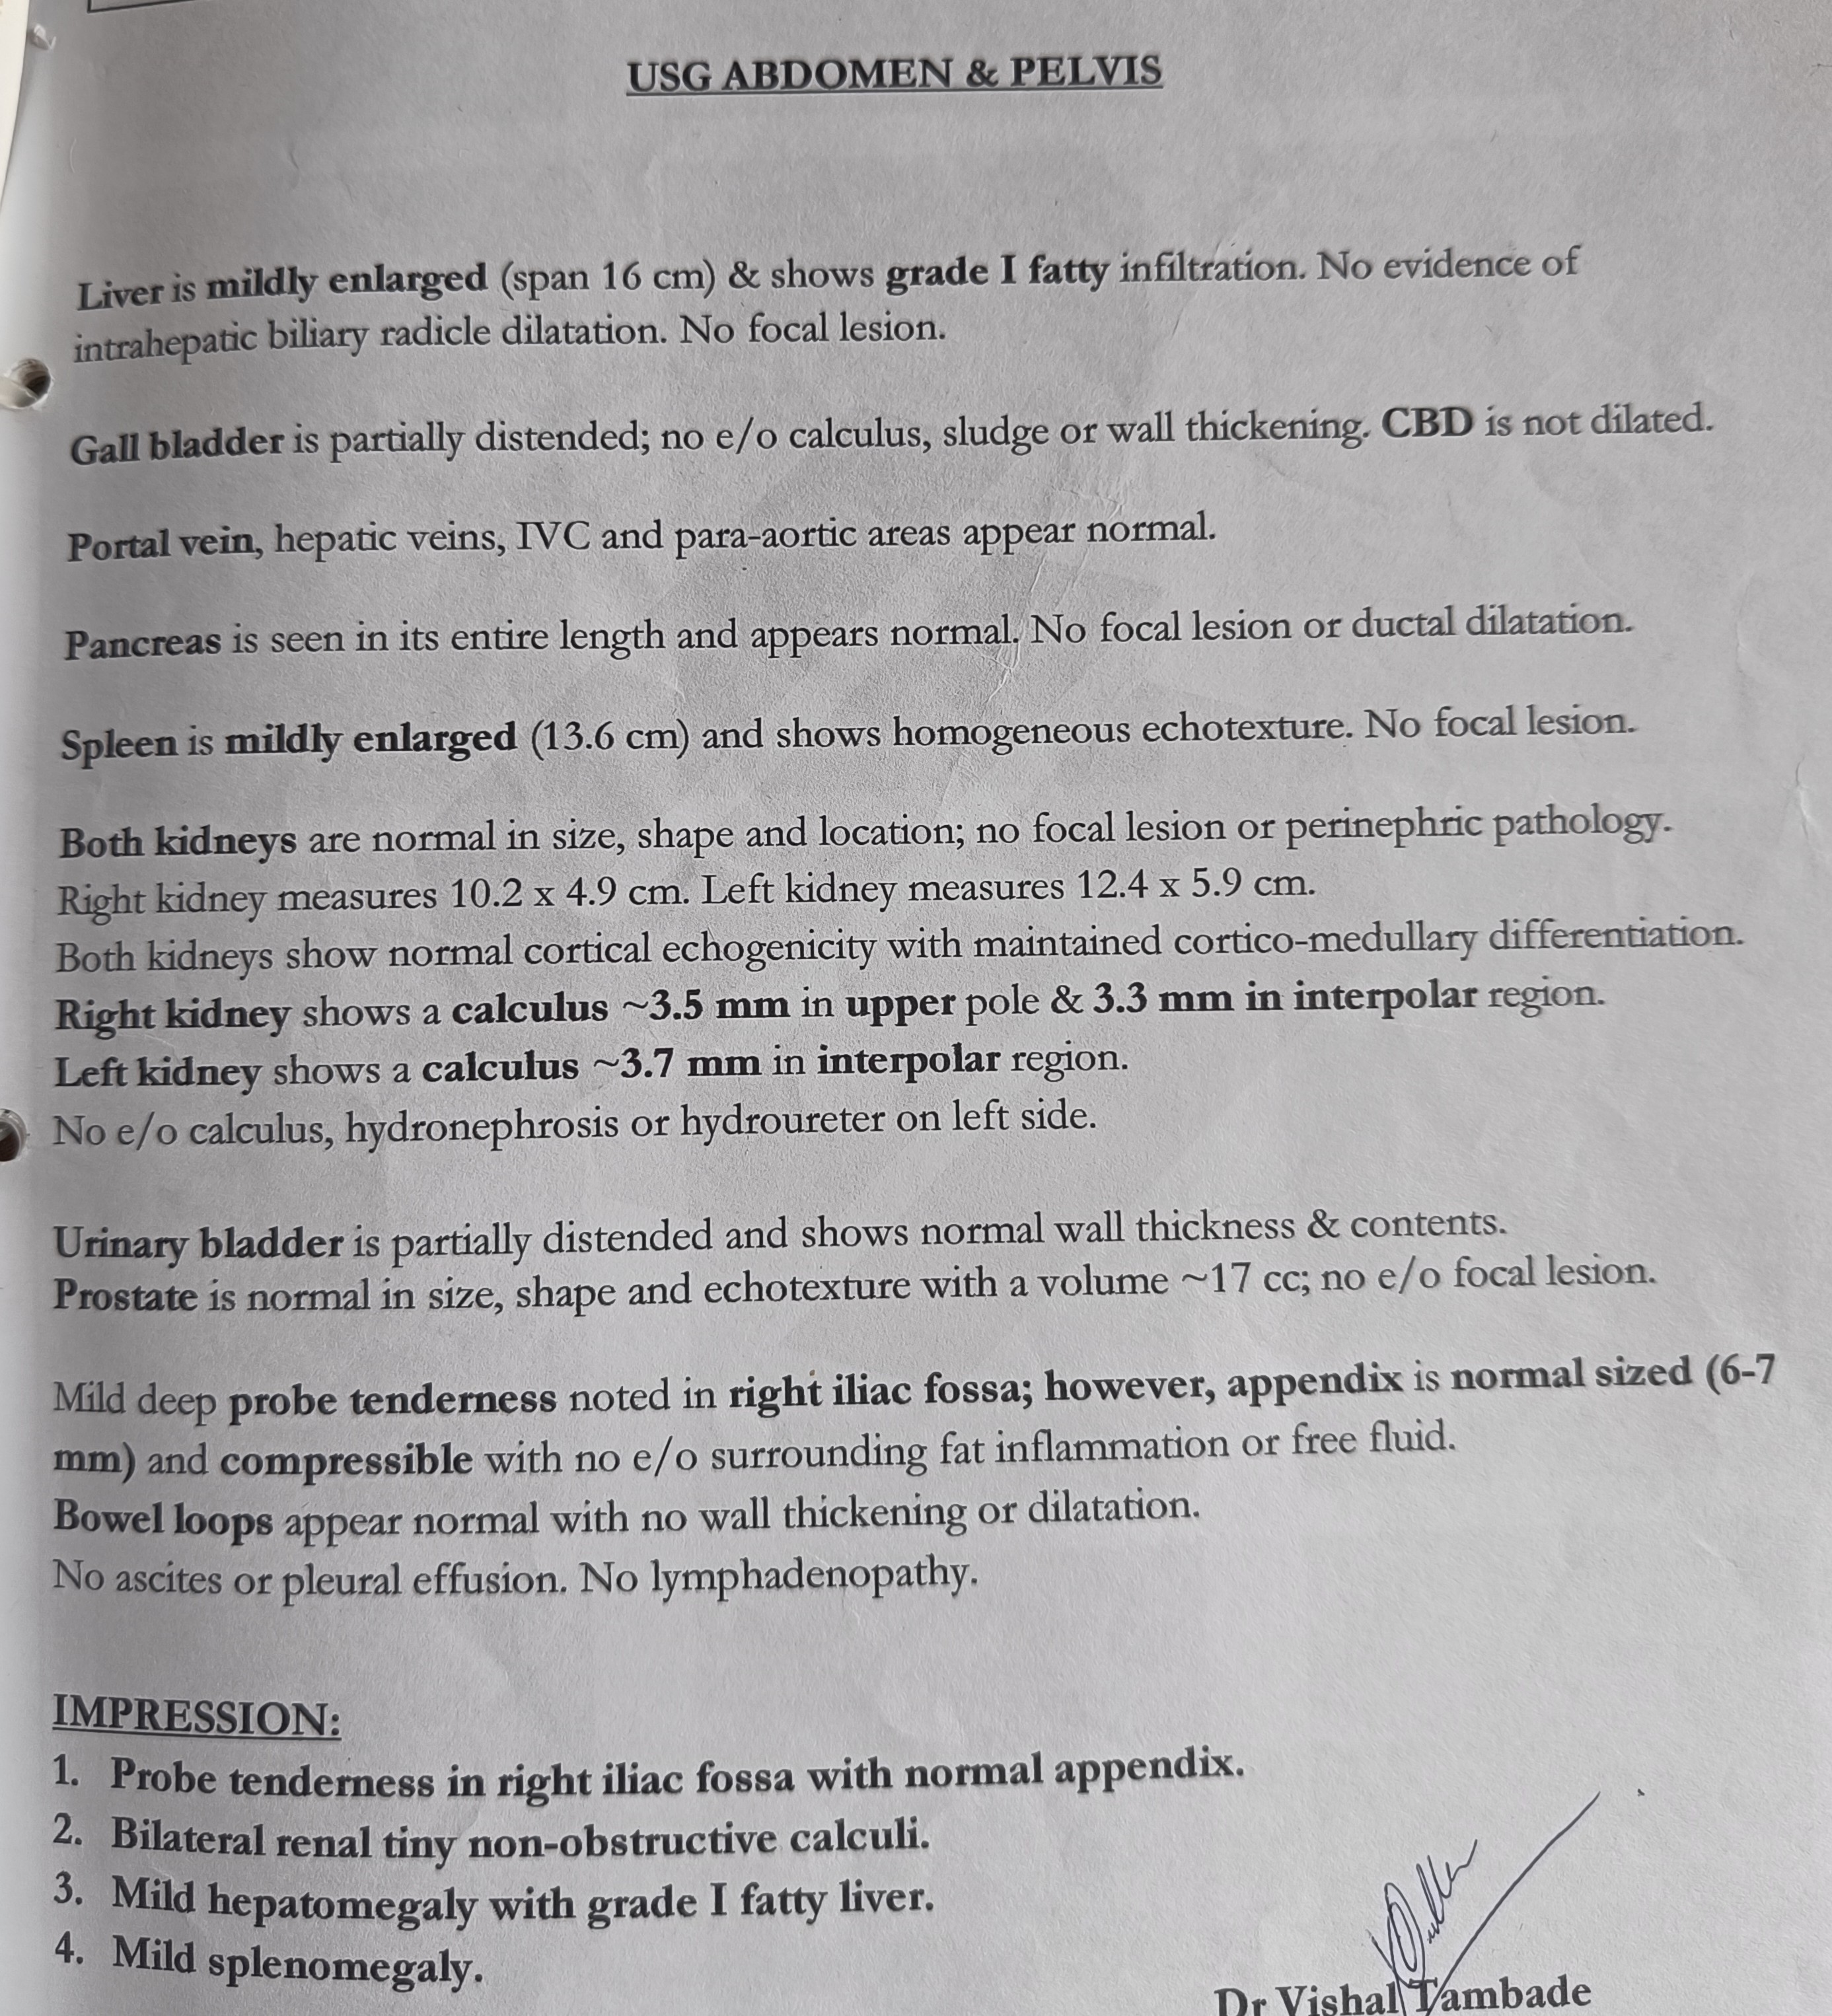 USG ABDOMEN & PELVIS
Liver is mildly enlarged (span 16 cm) & shows grade I fatty infiltration. No evidence of
intrahepatic biliary radicle dilatation. No focal lesion.
Gall bladder is partially distended; no e/o calculus, sludge or wall thickening. CBD is not dilated.
Portal vein, hepatic veins, IVC and para-aortic areas appear normal.
Pancreas is seen in its entire length and appears normal. No focal lesion or ductal dilatation.
Spleen is mildly enlarged (13.6 cm) and shows homogeneous echotexture. No focal lesion.
Both kidneys are normal in size, shape and location; no focal lesion or perinephric pathology.
Right kidney measures 10.2 x 4.9 cm. Left kidney measures 12.4 x 5.9 cm.
Both kidneys show normal cortical echogenicity with maintained cortico-medullary differentiation.
Right kidney shows a calculus ~3.5 mm in upper pole & 3.3 mm in interpolar region.
Left kidney shows a calculus ~3.7 mm in interpolar region.
No e/o calculus, hydronephrosis or hydroureter on left side.
Urinary bladder is partially distended and shows normal wall thickness & contents.
Prostate is normal in size, shape and echotexture with a volume ~17 cc; no e/o focal lesion.
Mild deep probe tenderness noted in right iliac fossa; however, appendix is normal sized (6-7
mm) and compressible with no e/o surrounding fat inflammation or free fluid.
Bowel loops appear normal with no wall thickening or dilatation.
No ascites or pleural effusion. No lymphadenopathy.
IMPRESSION:
1. Probe tenderness in right iliac fossa with normal appendix.
2. Bilateral renal tiny non-obstructive calculi.
3. Mild hepatomegaly with grade I fatty liver.
4. Mild splenomegaly.
Dr Vishal Tambade